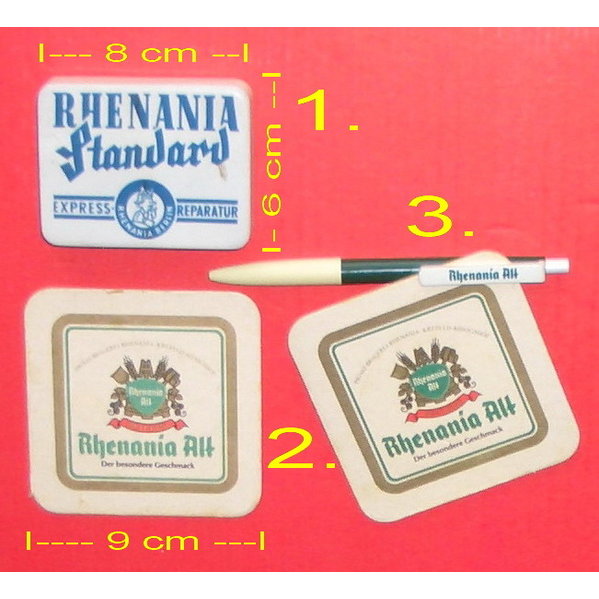 |--- 8 cm --|
RHENANIA
Standard
EXPRESS REPARATUR
RHENANIA BERLIN
|- 6 cm --|
1.
3.
Rhenania Alt
Rhenania
Alt
Rhenania Alt
Der besondere Geschmack
Rhenania
Alt
Rhenania Alt
Der besondere Geschmack
2.
|---- 9 cm ---|